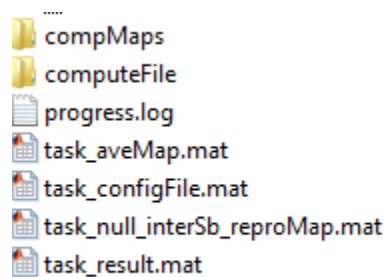 compMaps
computeFile
progress.log
task_aveMap.mat
task_configFile.mat
task_null_interSb_reproMap.mat
task_result.mat